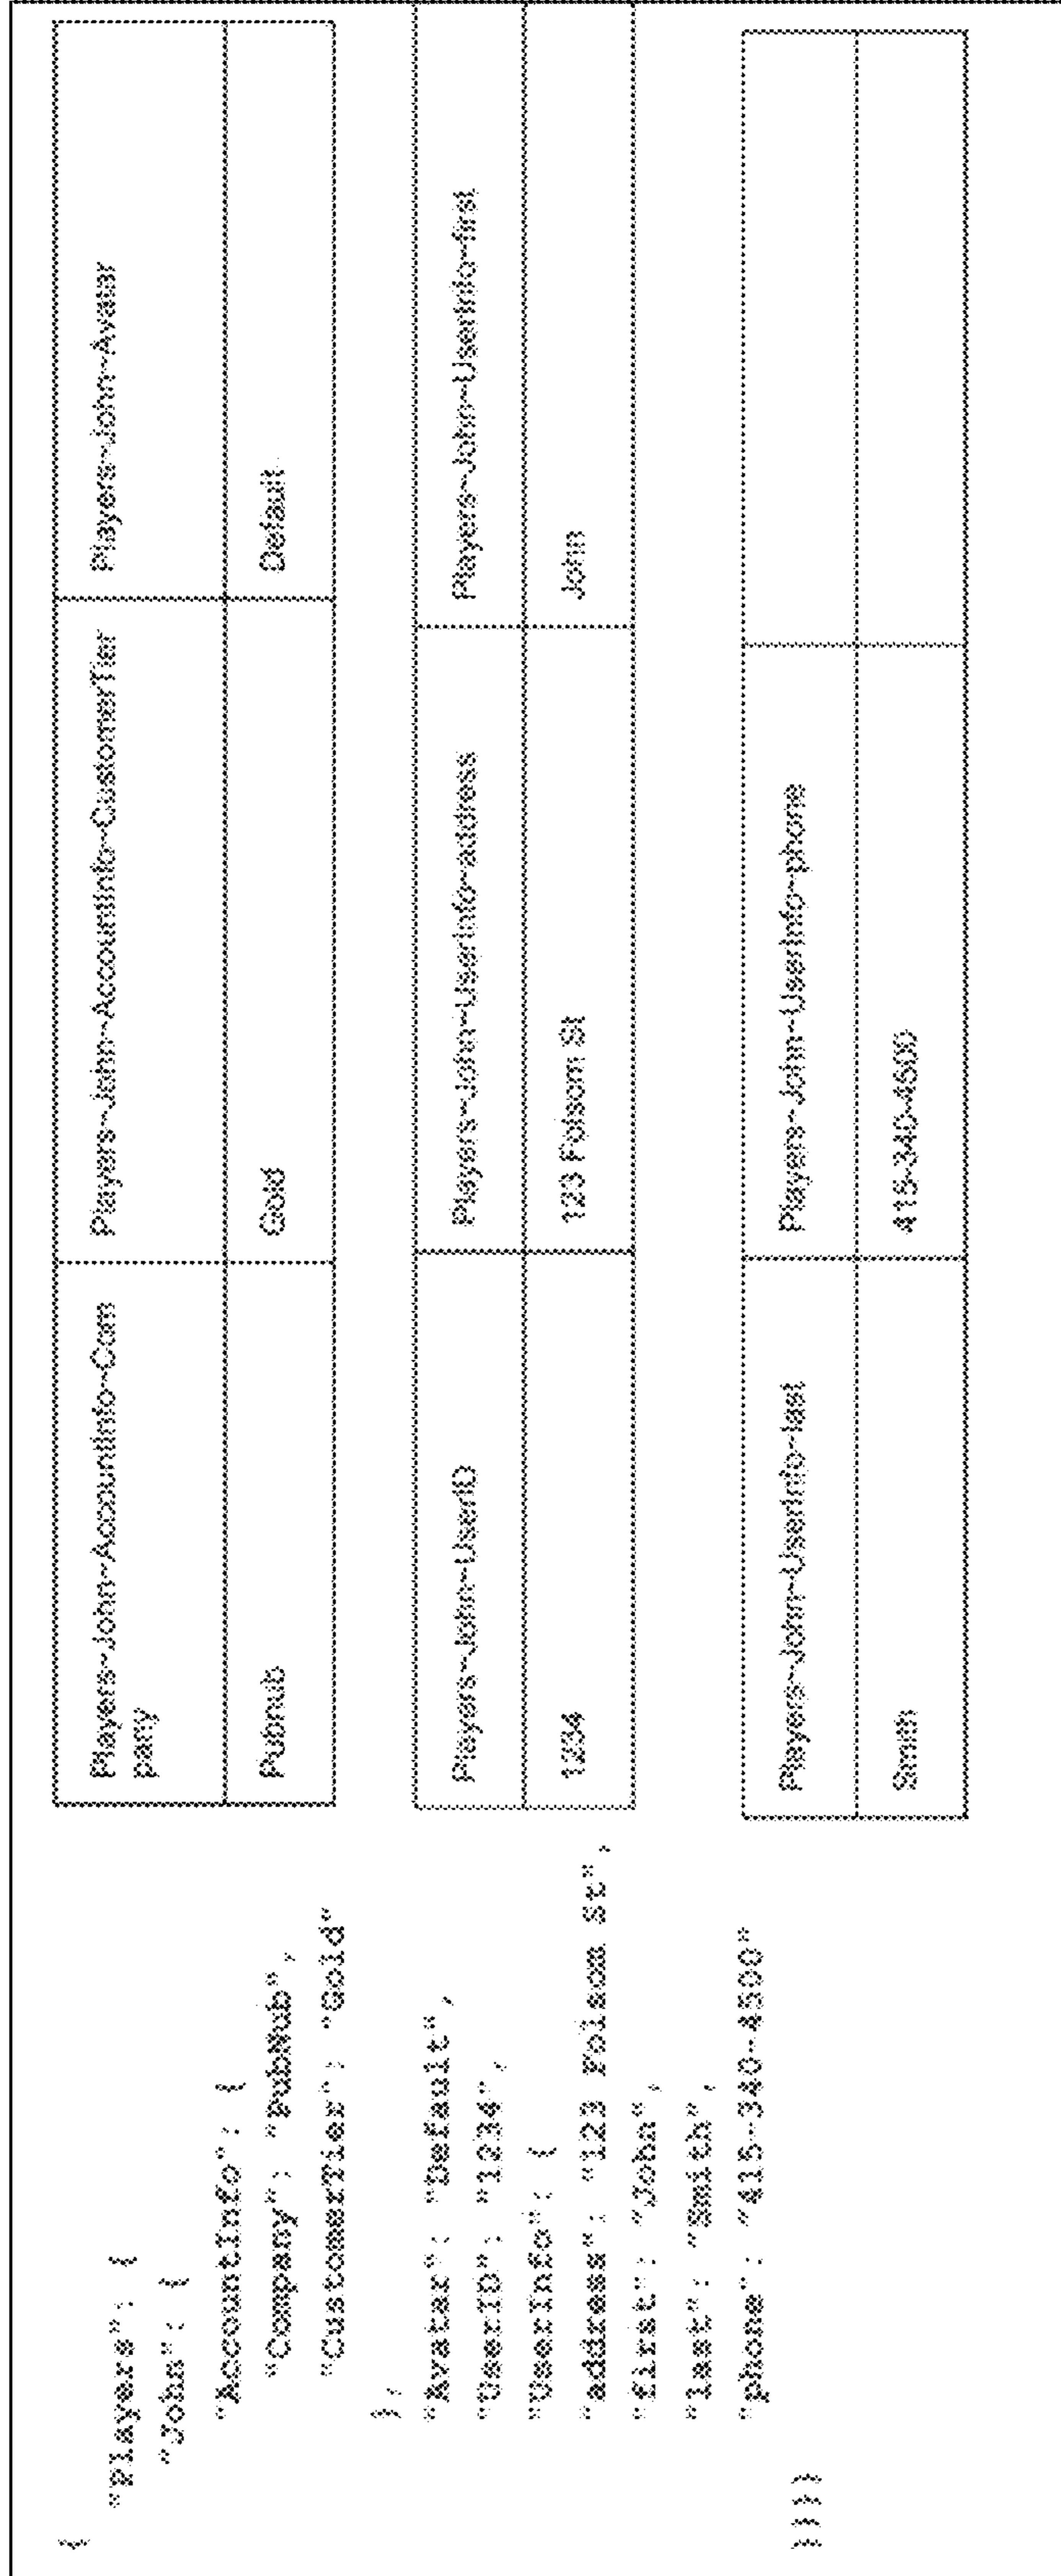 {
"Players": {
"John": {
"AccountInfo": {
"Company": "PubNub",
"CustomerTier": "Gold"
},
"Avatar": "Default",
"UserID": "1234",
"UserInfo": {
"address": "123 Folsom St",
"first": "John",
"last": "Smith",
"phone": "415-340-4500"
}}}}
Players~John~AccountInfo~Com
pany
Players~John~AccountInfo~CustomerTier
Players~John~Avatar
Pubnub
Gold
Default
Players~John~UserID
Players~John~UserInfo~address
Players~John~UserInfo~first
1234
123 Folsom St
John
Players~John~UserInfo~last
Players~John~UserInfo~phone
Smith
415-340-4500